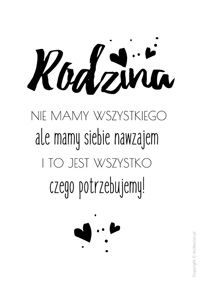 Rodzina
NIE MAMY WSZYSTKIEGO
ale mamy siebie nawzajem
I TO JEST WSZYSTKO
czego potrzebujemy!